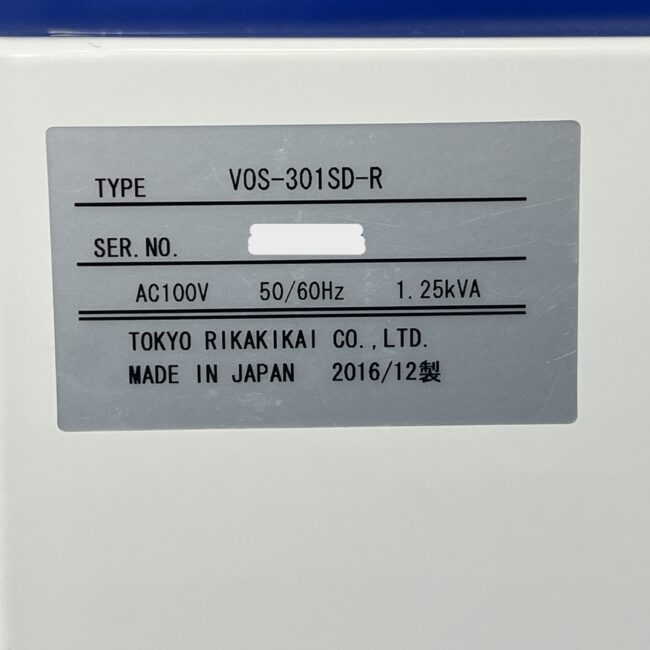 TYPE VOS-301SD-R
SER.NO.
AC100V 50/60Hz 1.25kVA
TOKYO RIKAKIKAI CO.,LTD.
MADE IN JAPAN 2016/12製